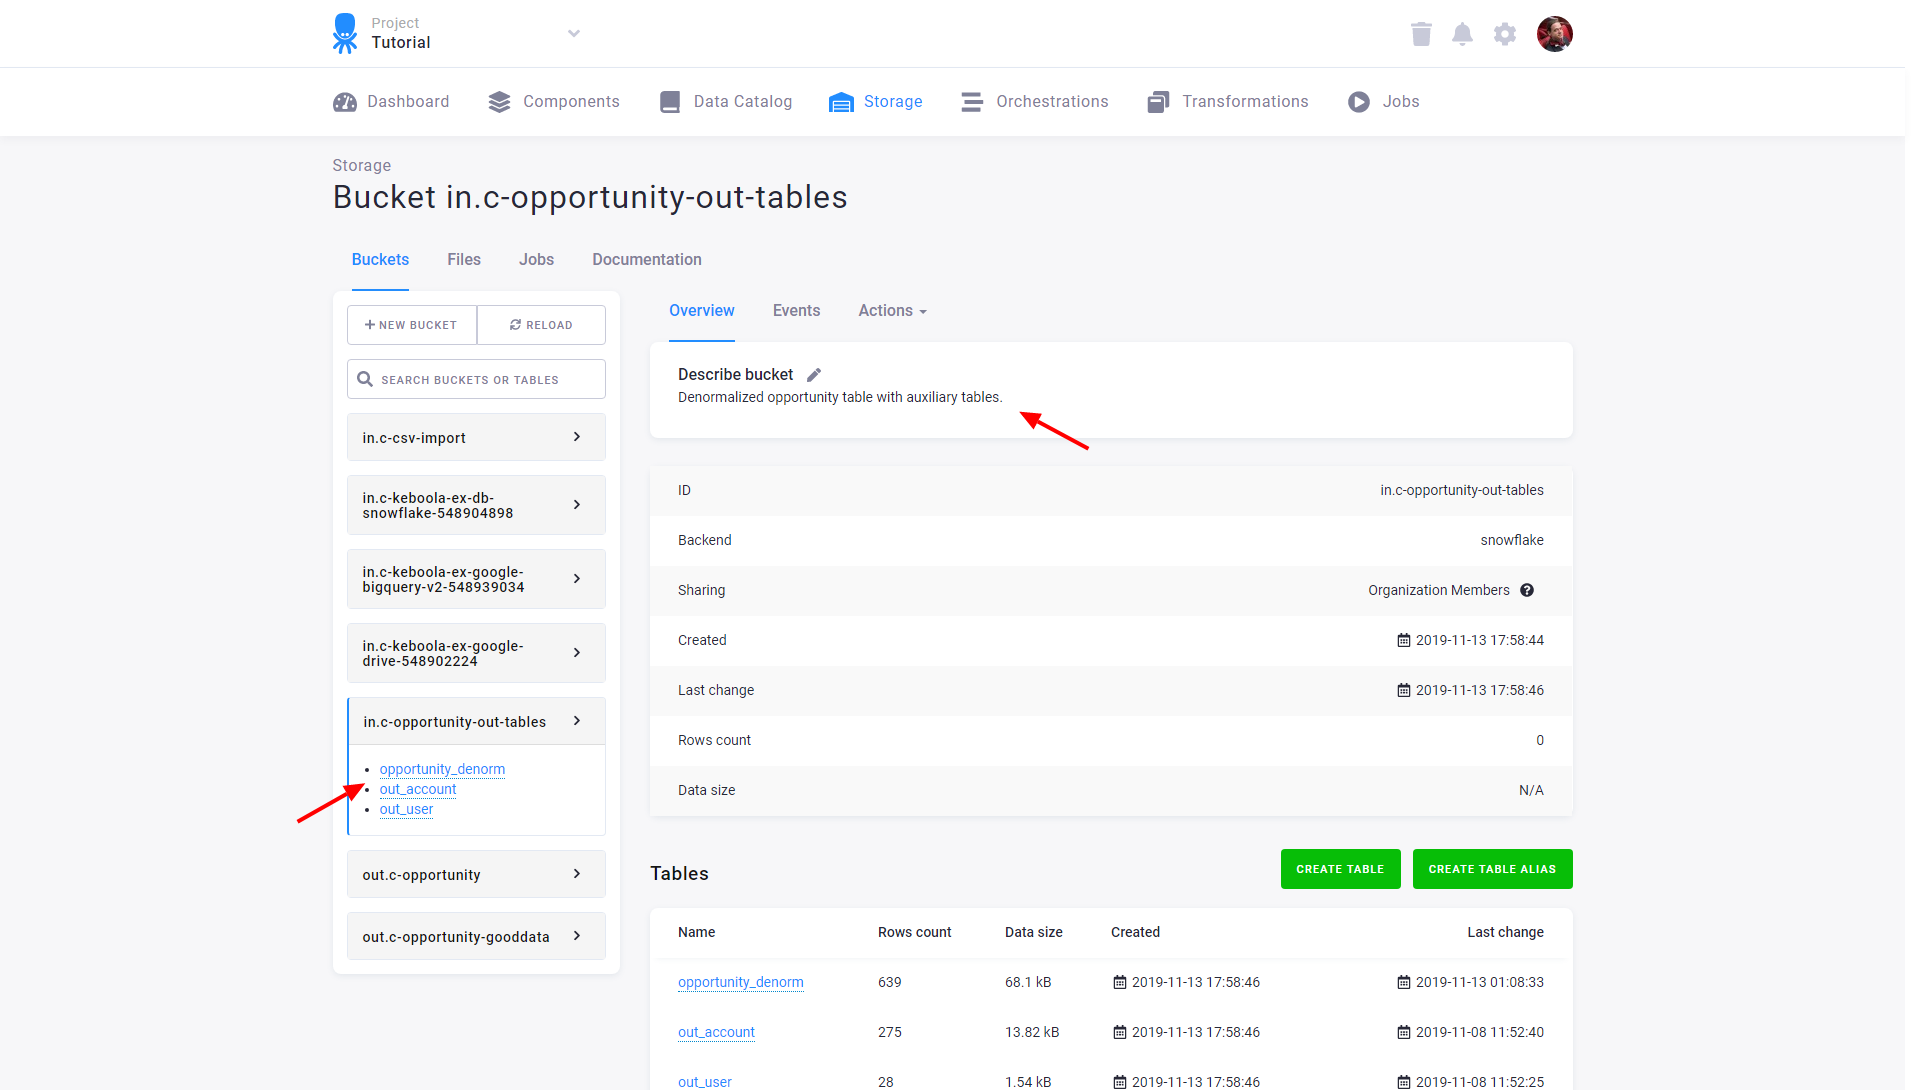 Project
Tutorial
Dashboard Components Data Catalog Storage Orchestrations Transformations Jobs
Storage
Bucket in.c-opportunity-out-tables
Buckets Files Jobs Documentation
NEW BUCKET RELOAD
SEARCH BUCKETS OR TABLES
in.c-csv-import
in.c-keboola-ex-db-
snowflake-548904898
in.c-keboola-ex-google-
bigquery-v2-548939034
in.c-keboola-ex-google-
drive-548902224
in.c-opportunity-out-tables
opportunity_denorm
out_account
out_user
out.c-opportunity
out.c-opportunity-gooddata
Overview Events Actions
Describe bucket
Denormalized opportunity table with auxiliary tables.
ID in.c-opportunity-out-tables
Backend snowflake
Sharing Organization Members
Created 2019-11-13 17:58:44
Last change 2019-11-13 17:58:46
Rows count 0
Data size N/A
Tables CREATE TABLE CREATE TABLE ALIAS
Name Rows count Data size Created Last change
opportunity_denorm 639 68.1 kB 2019-11-13 17:58:46 2019-11-13 01:08:33
out_account 275 13.82 kB 2019-11-13 17:58:46 2019-11-08 11:52:40
out_user 28 1.54 kB 2019-11-13 17:58:46 2019-11-08 11:52:25